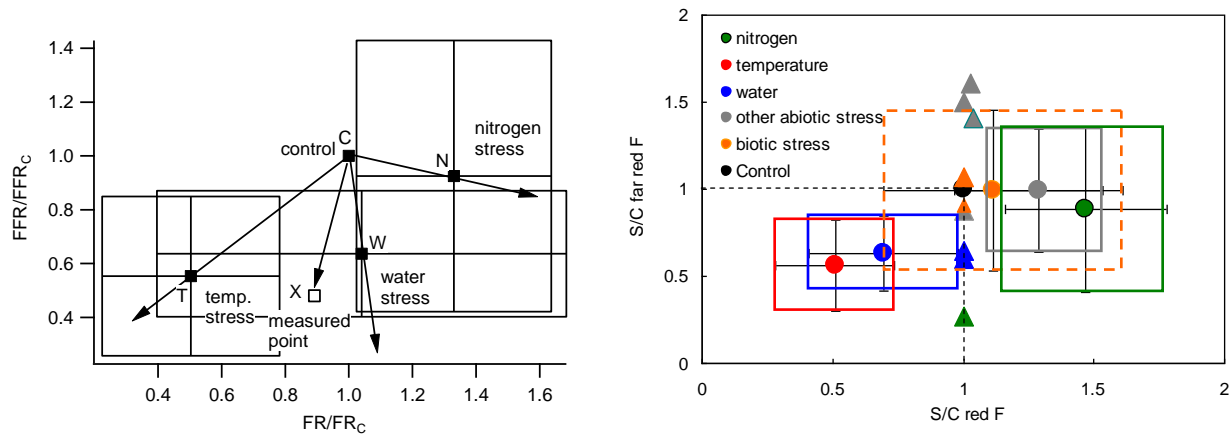 1.4
1.2
1.0
0.8
0.6
0.4
FFR/FFRC
C
control
nitrogen
stress
N
W
T
temp.
stress
X
measured
point
water
stress
0.4 0.6 0.8 1.0 1.2 1.4 1.6
FR/FRC
2
1.5
1
0.5
0
S/C far red F
nitrogen
temperature
water
other abiotic stress
biotic stress
Control
0 0.5 1 1.5 2
S/C red F